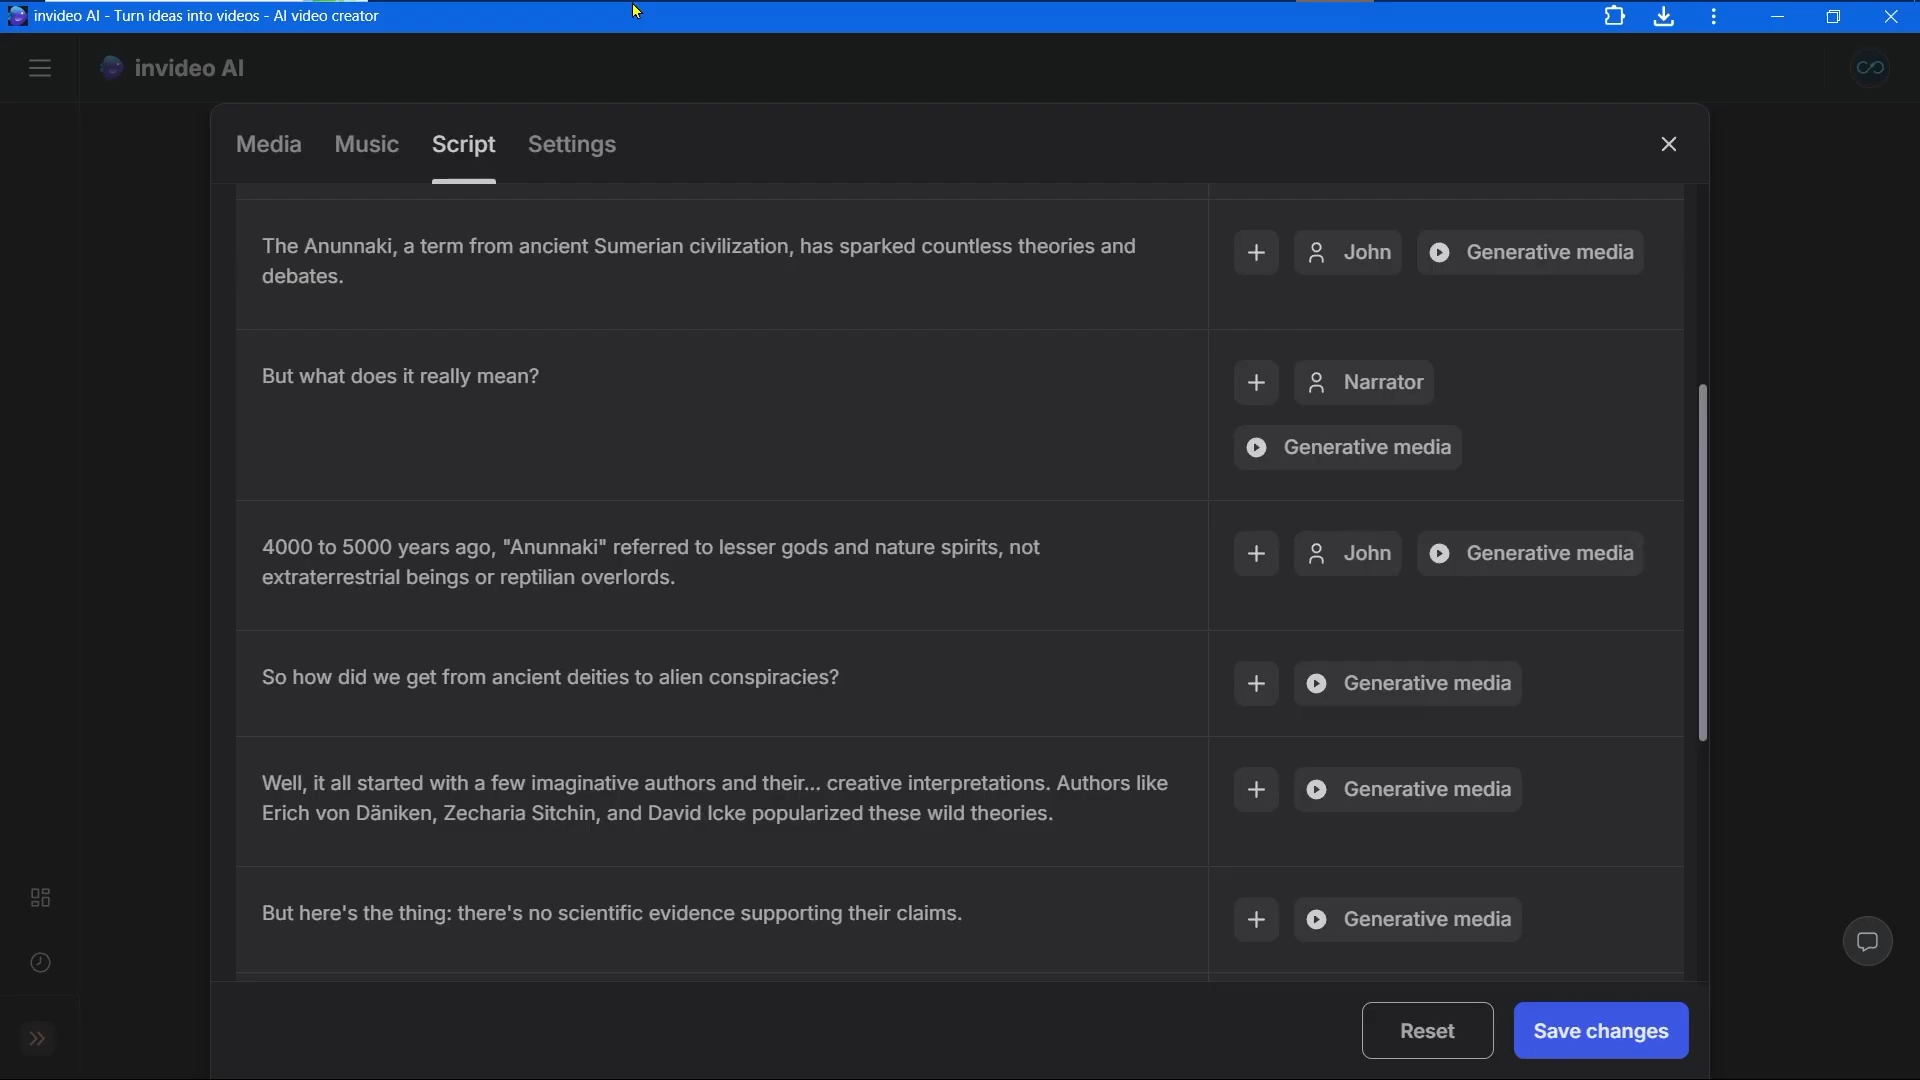 invideo AI - Turn ideas into videos - AI video creator
invideo AI
Media Music Script Settings
The Anunnaki, a term from ancient Sumerian civilization, has sparked countless theories and
debates.
John Generative media
But what does it really mean?
Narrator
Generative media
4000 to 5000 years ago, "Anunnaki" referred to lesser gods and nature spirits, not
extraterrestrial beings or reptilian overlords.
John Generative media
So how did we get from ancient deities to alien conspiracies?
Generative media
Well, it all started with a few imaginative authors and their... creative interpretations. Authors like
Erich von Däniken, Zecharia Sitchin, and David Icke popularized these wild theories.
Generative media
But here's the thing: there's no scientific evidence supporting their claims.
Generative media
Reset Save changes